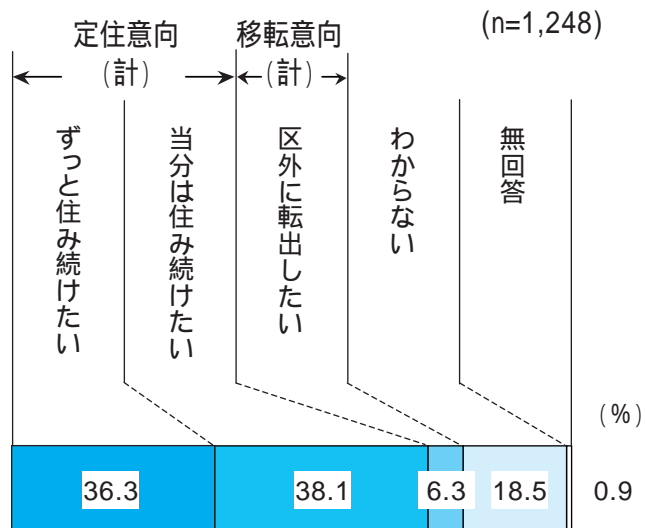 (n=1,248)
定住意向
(計)
移転意向
(計)
ずっと住み続けたい
当分は住み続けたい
区外に転出したい
わからない
無回答
(%)
36.3
38.1
6.3
18.5
0.9